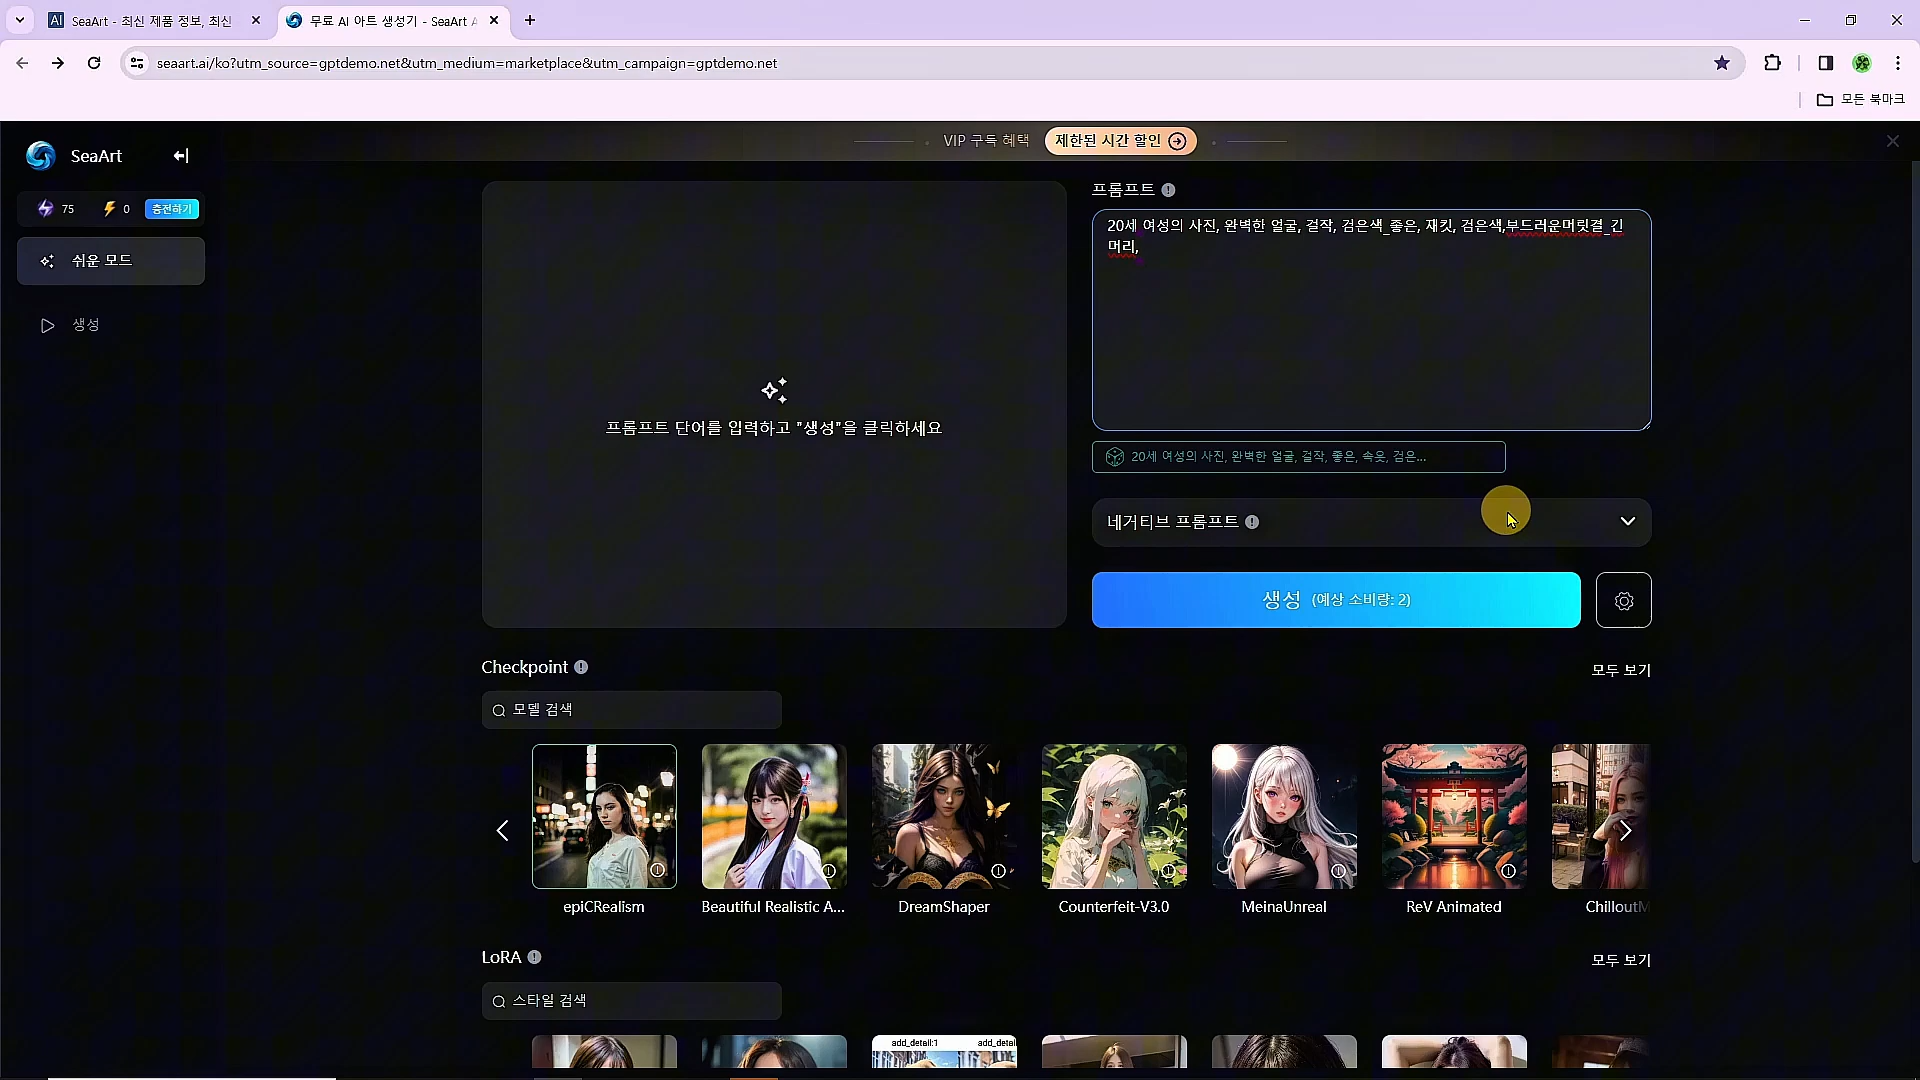 SeaArt - 최신 제품 정보, 최신
무료 AI 아트 생성기 - SeaArt A
seaart.ai/ko?utm_source=gptdemo.net&utm_medium=marketplace&utm_campaign=gptdemo.net
모든 북마크
VIP 구독 혜택
제한된 시간 할인
SeaArt
75
0
충전하기
쉬운 모드
생성
프롬프트 단어를 입력하고 "생성"을 클릭하세요
프롬프트
20세 여성의 사진, 완벽한 얼굴, 걸작, 검은색_좋은, 재킷, 검은색,부드러운머릿결_긴
머리,
20세 여성의 사진, 완벽한 얼굴, 걸작, 좋은, 속옷, 검은...
네거티브 프롬프트
생성 (예상 소비량: 2)
Checkpoint
모두 보기
모델 검색
epiCRealism
Beautiful Realistic A...
DreamShaper
Counterfeit-V3.0
MeinaUnreal
ReV Animated
ChilloutM
LoRA
모두 보기
스타일 검색
add_detail:1
add_detail